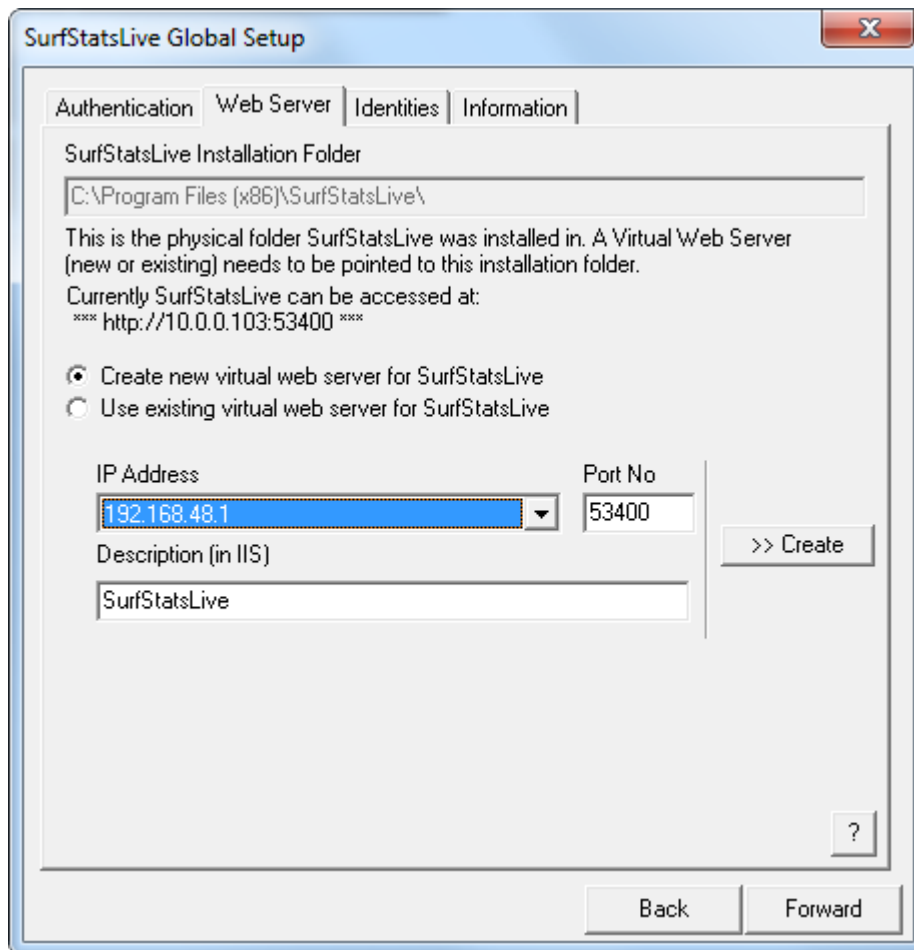 SurfStatsLive Global Setup
Authentication Web Server Identities Information
SurfStatsLive Installation Folder
C:\Program Files (x86)\SurfStatsLive\
This is the physical folder SurfStatsLive was installed in. A Virtual Web Server
(new or existing) needs to be pointed to this installation folder.
Currently SurfStatsLive can be accessed at:
*** http://10.0.0.103:53400 ***
Create new virtual web server for SurfStatsLive
Use existing virtual web server for SurfStatsLive
IP Address Port No
192.168.48.1 53400
>> Create
Description (in IIS)
SurfStatsLive
?
Back Forward